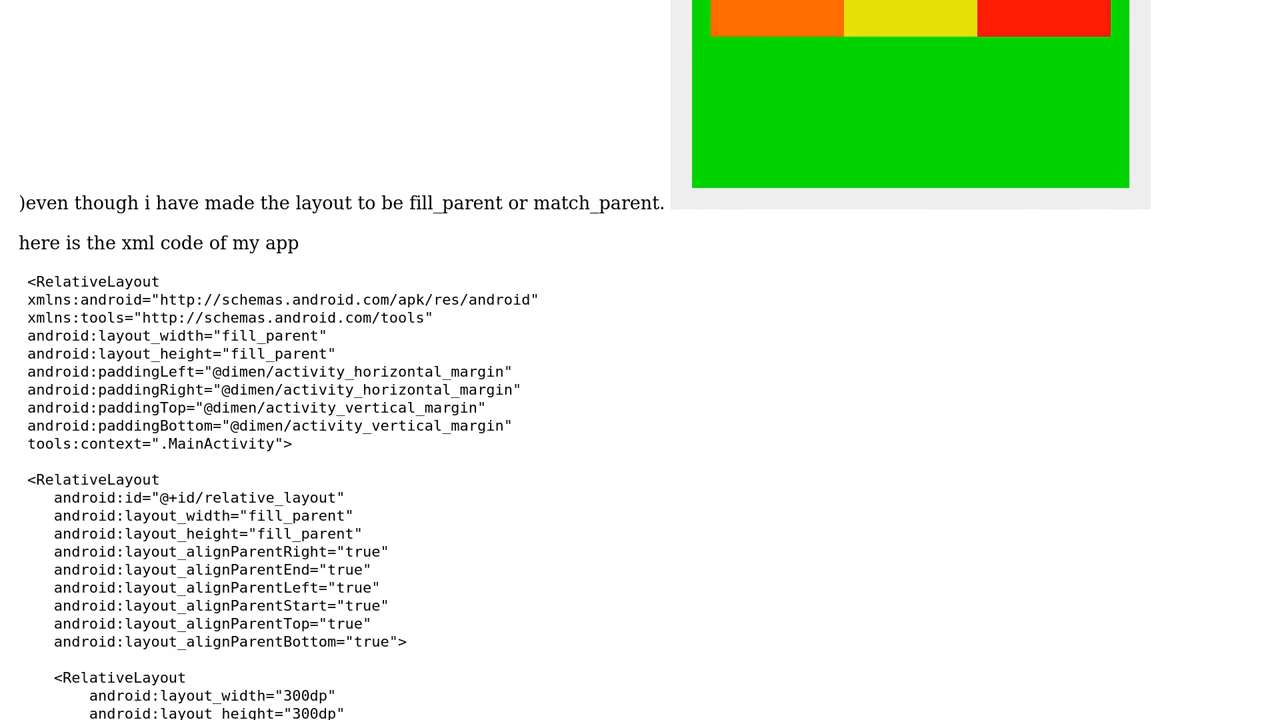 )even though i have made the layout to be fill_parent or match_parent.
here is the xml code of my app
<RelativeLayout
xmlns:android="http://schemas.android.com/apk/res/android"
xmlns:tools="http://schemas.android.com/tools"
android:layout_width="fill_parent"
android:layout_height="fill_parent"
android:paddingLeft="@dimen/activity_horizontal_margin"
android:paddingRight="@dimen/activity_horizontal_margin"
android:paddingTop="@dimen/activity_vertical_margin"
android:paddingBottom="@dimen/activity_vertical_margin"
tools:context=".MainActivity">
<RelativeLayout
android:id="@+id/relative_layout"
android:layout_width="fill_parent"
android:layout_height="fill_parent"
android:layout_alignParentRight="true"
android:layout_alignParentEnd="true"
android:layout_alignParentLeft="true"
android:layout_alignParentStart="true"
android:layout_alignParentTop="true"
android:layout_alignParentBottom="true">
<RelativeLayout
android:layout_width="300dp"
android:layout_height="300dp"